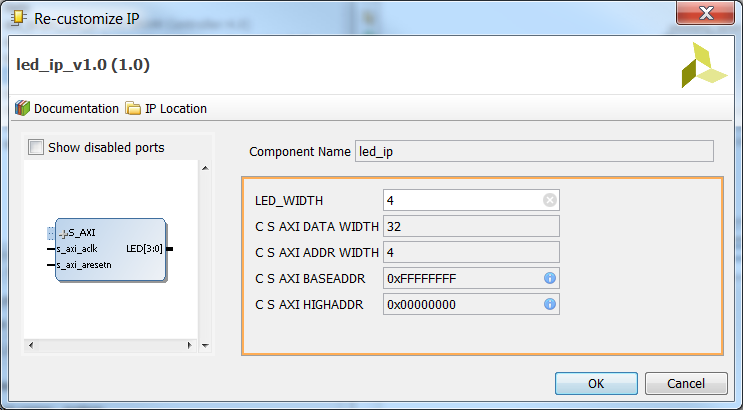 Re-customize IP
led_ip_v1.0 (1.0)
Documentation IP Location
Show disabled ports
Component Name led_ip
S_AXI
s_axi_aclk LED[3:0]
s_axi_aresetn
LED_WIDTH 4
C S AXI DATA WIDTH 32
C S AXI ADDR WIDTH 4
C S AXI BASEADDR 0xFFFFFFFF
C S AXI HIGHADDR 0x00000000
OK Cancel